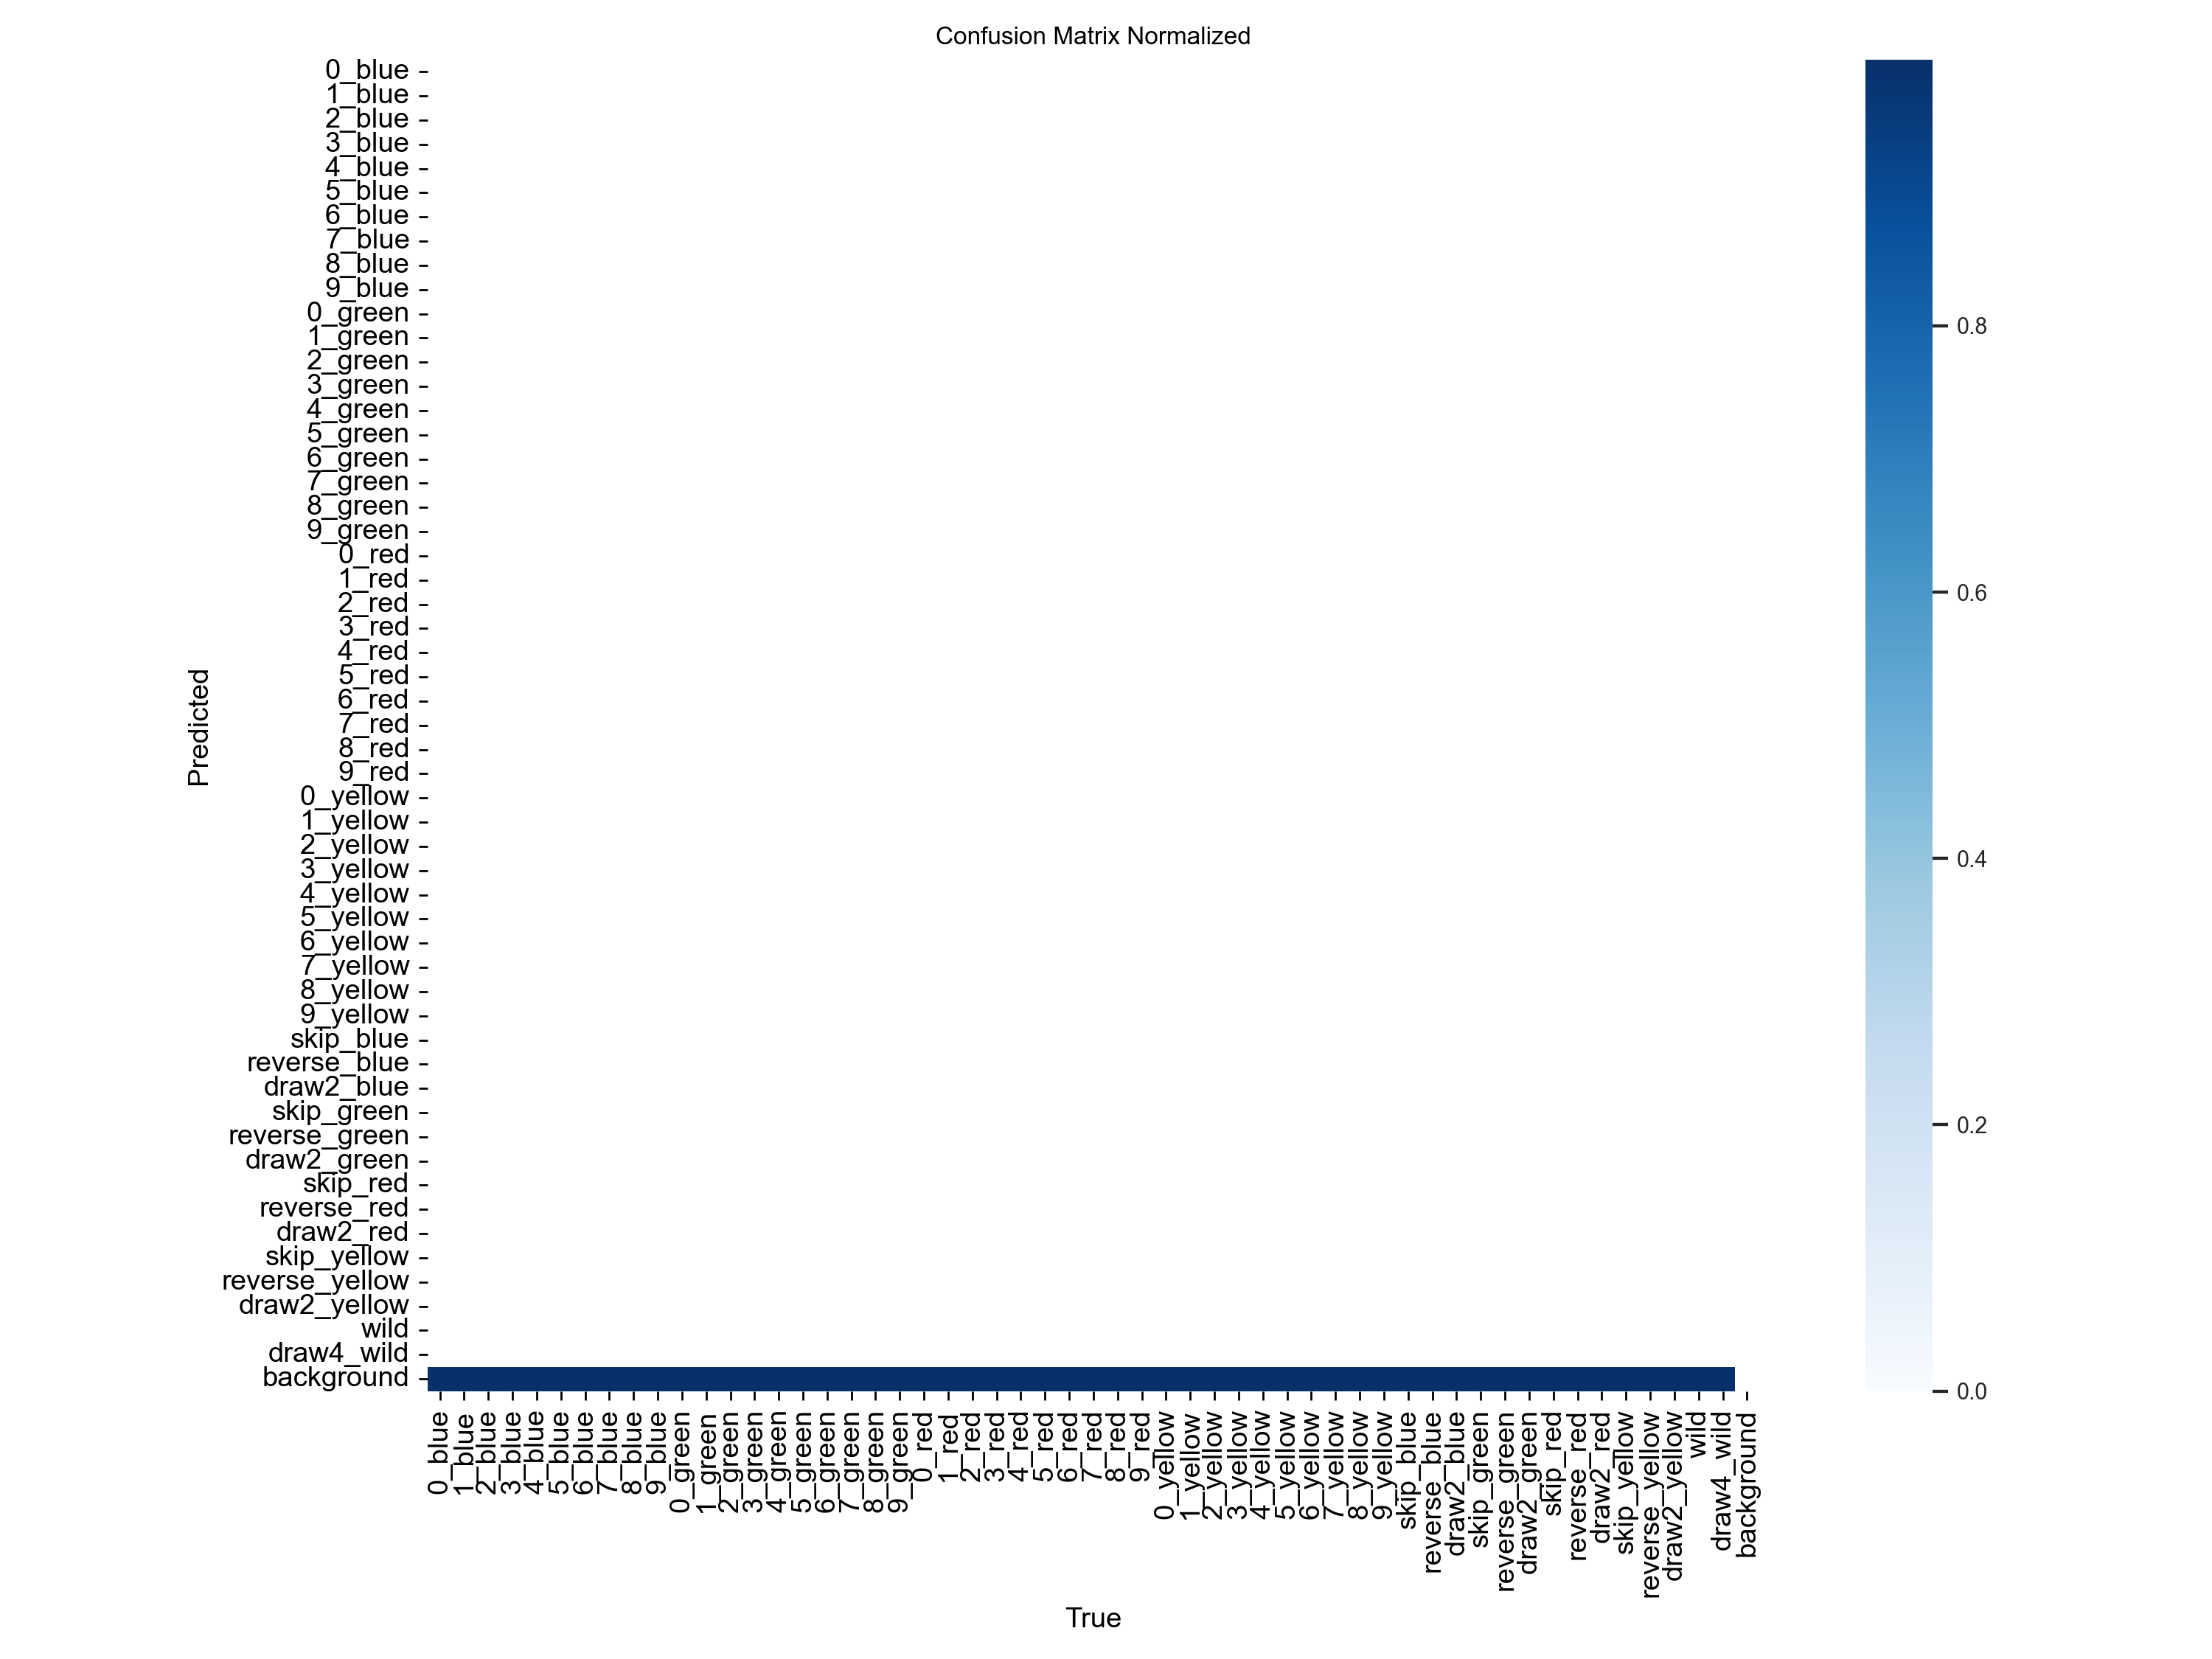 Confusion Matrix Normalized
0_blue
1_blue
2_blue
3_blue
4_blue
5_blue
6_blue
7_blue
8_blue
9_blue
0_green
1_green
2_green
3_green
4_green
5_green
6_green
7_green
8_green
9_green
0_red
1_red
2_red
3_red
4_red
5_red
6_red
7_red
8_red
9_red
0_yellow
1_yellow
2_yellow
3_yellow
4_yellow
5_yellow
6_yellow
7_yellow
8_yellow
9_yellow
skip_blue
reverse_blue
draw2_blue
skip_green
reverse_green
draw2_green
skip_red
reverse_red
draw2_red
skip_yellow
reverse_yellow
draw2_yellow
wild
draw4_wild
background
Predicted
0_blue
1_blue
2_blue
3_blue
4_blue
5_blue
6_blue
7_blue
8_blue
9_blue
0_green
1_green
2_green
3_green
4_green
5_green
6_green
7_green
8_green
9_green
0_red
1_red
2_red
3_red
4_red
5_red
6_red
7_red
8_red
9_red
0_yellow
1_yellow
2_yellow
3_yellow
4_yellow
5_yellow
6_yellow
7_yellow
8_yellow
9_yellow
skip_blue
reverse_blue
draw2_blue
skip_green
reverse_green
draw2_green
skip_red
reverse_red
draw2_red
skip_yellow
reverse_yellow
draw2_yellow
wild
draw4_wild
background
True
0.8
0.6
0.4
0.2
0.0